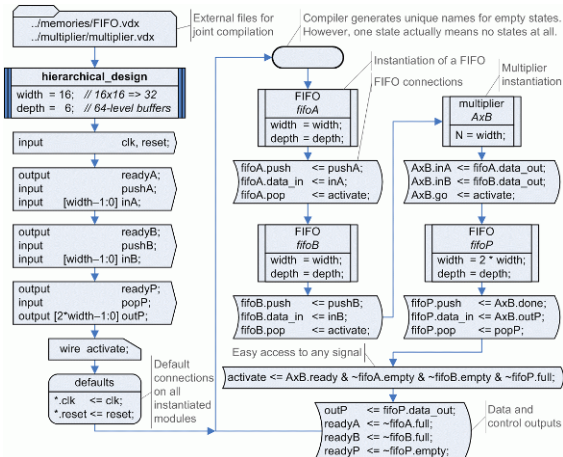 ../memories/FIFO.vdx
../multiplier/multiplier.vdx
External files for
joint compilation
hierarchical_design
width = 16; // 16x16 => 32
depth = 6; // 64-level buffers
input clk, reset;
output readyA;
input pushA;
input [width-1:0] inA;
output readyB;
input pushB;
input [width-1:0] inB;
output readyP;
input popP;
output [2*width-1:0] outP;
wire activate;
defaults
*.clk <= clk;
*.reset <= reset;
Default
connections
on all
instantiated
modules
Compiler generates unique names for empty states.
However, one state actually means no states at all.
Instantiation of a FIFO
FIFO connections
FIFO
fifoA
width = width;
depth = depth;
fifoA.push <= pushA;
fifoA.data_in <= inA;
fifoA.pop <= activate;
FIFO
fifoB
width = width;
depth = depth;
fifoB.push <= pushB;
fifoB.data_in <= inB;
fifoB.pop <= activate;
Multiplier
instantiation
multiplier
AxB
N = width;
AxB.inA <= fifoA.data_out;
AxB.inB <= fifoB.data_out;
AxB.go <= activate;
FIFO
fifoP
width = 2 * width;
depth = depth;
fifoP.push <= AxB.done;
fifoP.data_in <= AxB.outP;
fifoP.pop <= popP;
Easy access to any signal
activate <= AxB.ready & ~fifoA.empty & ~fifoB.empty & ~fifoP.full;
outP <= fifoP.data_out;
readyA <= ~fifoA.full;
readyB <= ~fifoB.full;
readyP <= ~fifoP.empty;
Data and
control outputs